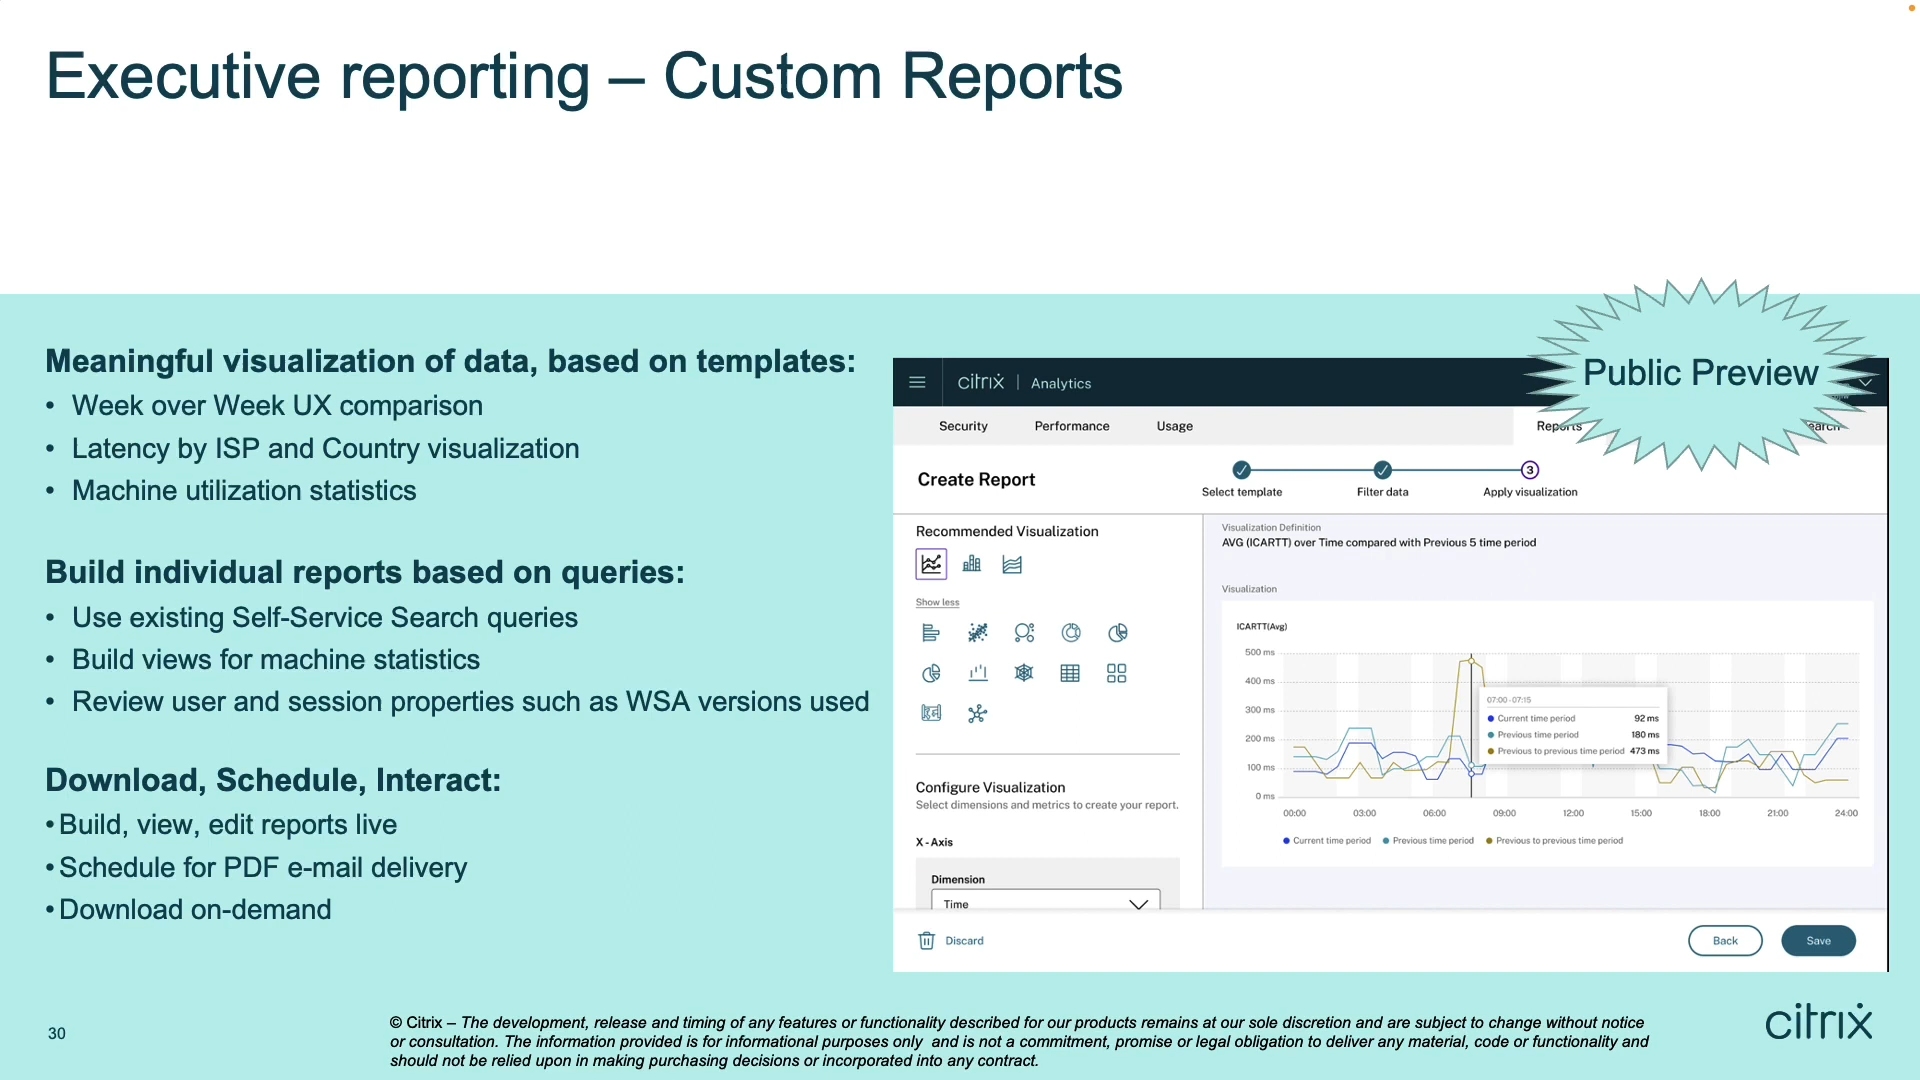 Executive reporting – Custom Reports
Meaningful visualization of data, based on templates:
• Week over Week UX comparison
• Latency by ISP and Country visualization
• Machine utilization statistics
Build individual reports based on queries:
• Use existing Self-Service Search queries
• Build views for machine statistics
• Review user and session properties such as WSA versions used
Download, Schedule, Interact:
• Build, view, edit reports live
• Schedule for PDF e-mail delivery
• Download on-demand
Public Preview
citrix | Analytics
Security Performance Usage Reports
Create Report
Select template Filter data 3 Apply visualization
Recommended Visualization
Show less
Configure Visualization
Select dimensions and metrics to create your report.
X - Axis
Dimension
Time
Visualization Definition
AVG (ICARTT) over Time compared with Previous 5 time period
Visualization
ICARTT(Avg)
500 ms
400 ms
300 ms
200 ms
100 ms
0 ms
07:00 - 07:15
Current time period 92 ms
Previous time period 180 ms
Previous to previous time period 473 ms
00:00 03:00 06:00 09:00 12:00 15:00 18:00 21:00 24:00
Current time period Previous time period Previous to previous time period
Discard
Back Save
30
© Citrix – The development, release and timing of any features or functionality described for our products remains at our sole discretion and are subject to change without notice
or consultation. The information provided is for informational purposes only and is not a commitment, promise or legal obligation to deliver any material, code or functionality and
should not be relied upon in making purchasing decisions or incorporated into any contract.
citrix